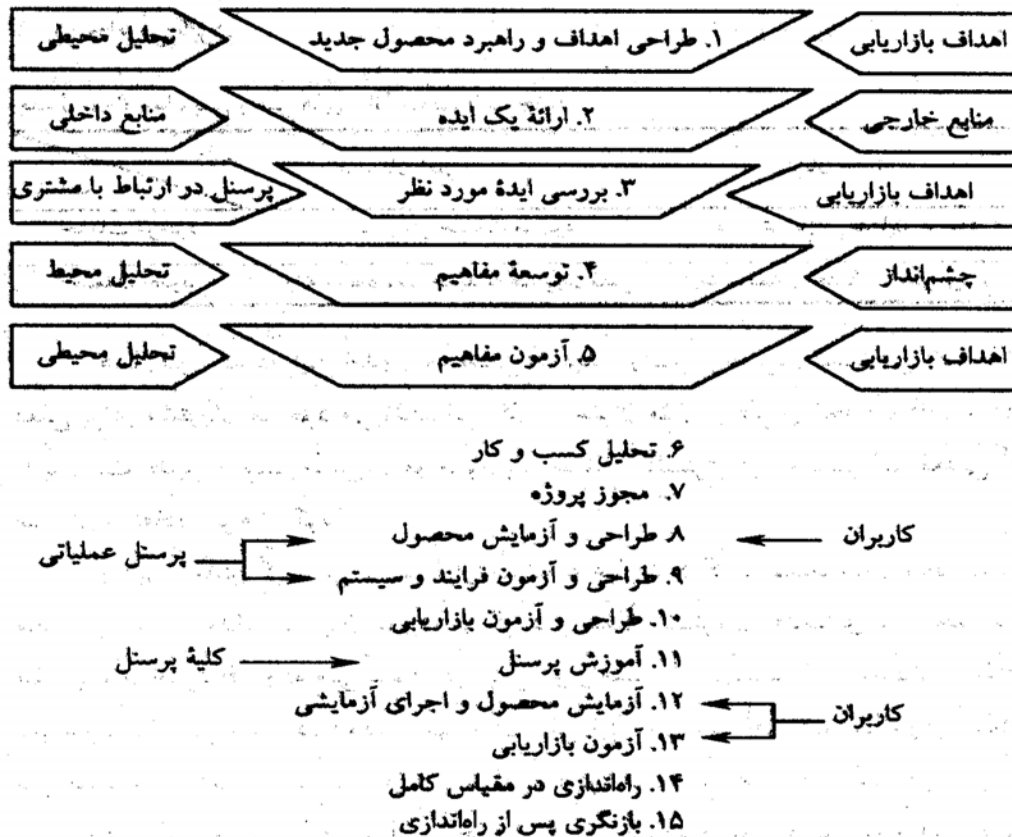 اهداف بازاریابی ۱. طراحی اهداف و راهبرد محصول جدید تحلیل محیطی
منابع خارجی ۲. ارائهٔ یک ایده منابع داخلی
اهداف بازاریابی ۳. بررسی ایدهٔ مورد نظر پرسنل در ارتباط با مشتری
چشم‌انداز ۴. توسعهٔ مفاهیم تحلیل محیط
اهداف بازاریابی ۵. آزمون مفاهیم تحلیل محیطی
۶. تحلیل کسب و کار
۷. مجوز پروژه
کاربران ۸. طراحی و آزمایش محصول
پرسنل عملیاتی
۹. طراحی و آزمون فرایند و سیستم
۱۰. طراحی و آزمون بازاریابی
۱۱. آموزش پرسنل کلیهٔ پرسنل
۱۲. آزمایش محصول و اجرای آزمایشی
کاربران
۱۳. آزمون بازاریابی
۱۴. راه‌اندازی در مقیاس کامل
۱۵. بازنگری پس از راه‌اندازی